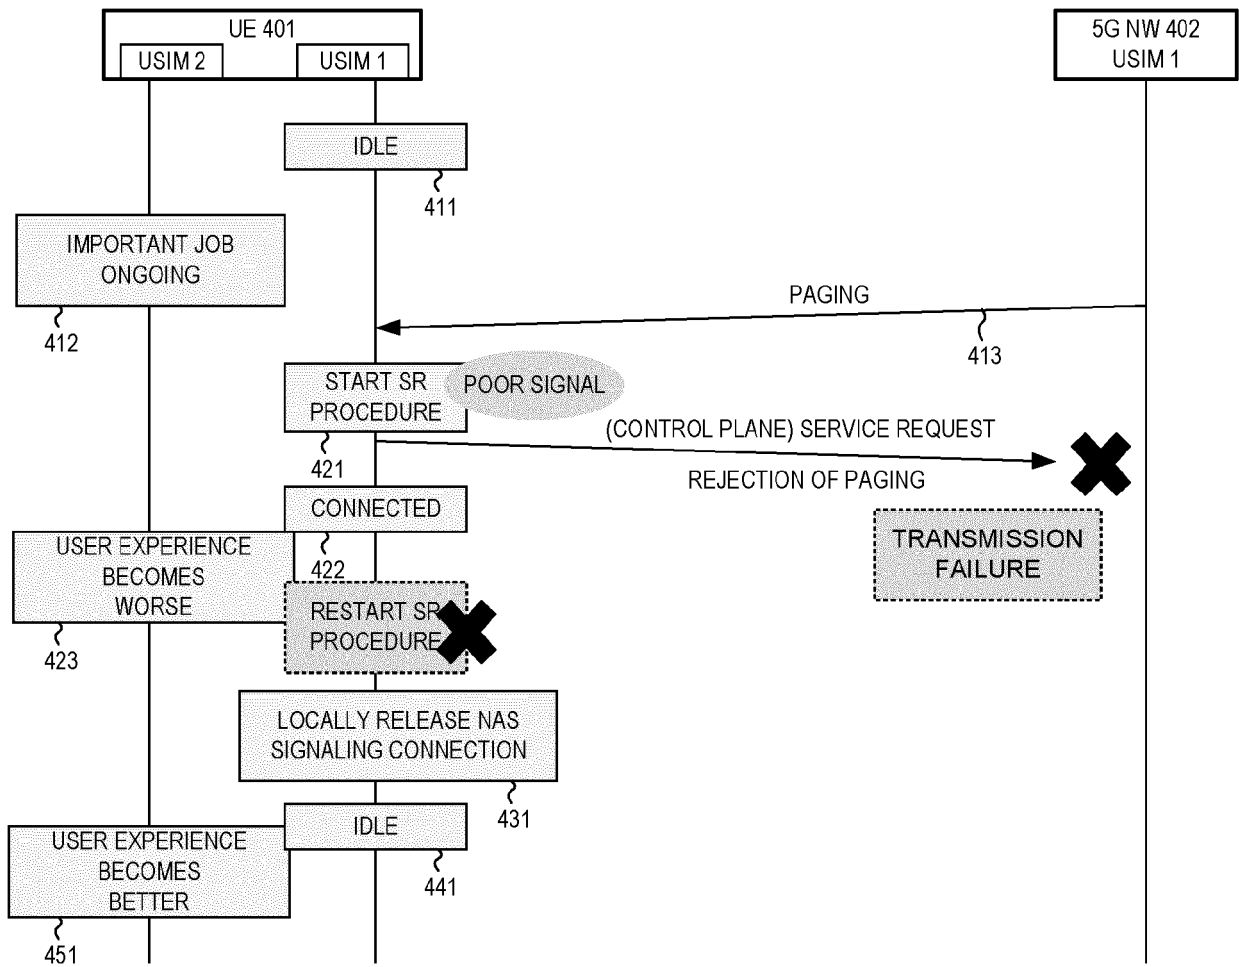 UE 401
USIM 2
USIM 1
5G NW 402
USIM 1
IDLE
411
IMPORTANT JOB
ONGOING
412
PAGING
413
START SR
PROCEDURE
POOR SIGNAL
421
(CONTROL PLANE) SERVICE REQUEST
REJECTION OF PAGING
CONNECTED
422
TRANSMISSION
FAILURE
USER EXPERIENCE
BECOMES
WORSE
423
RESTART SR
PROCEDURE
LOCALLY RELEASE NAS
SIGNALING CONNECTION
431
IDLE
441
USER EXPERIENCE
BECOMES
BETTER
451